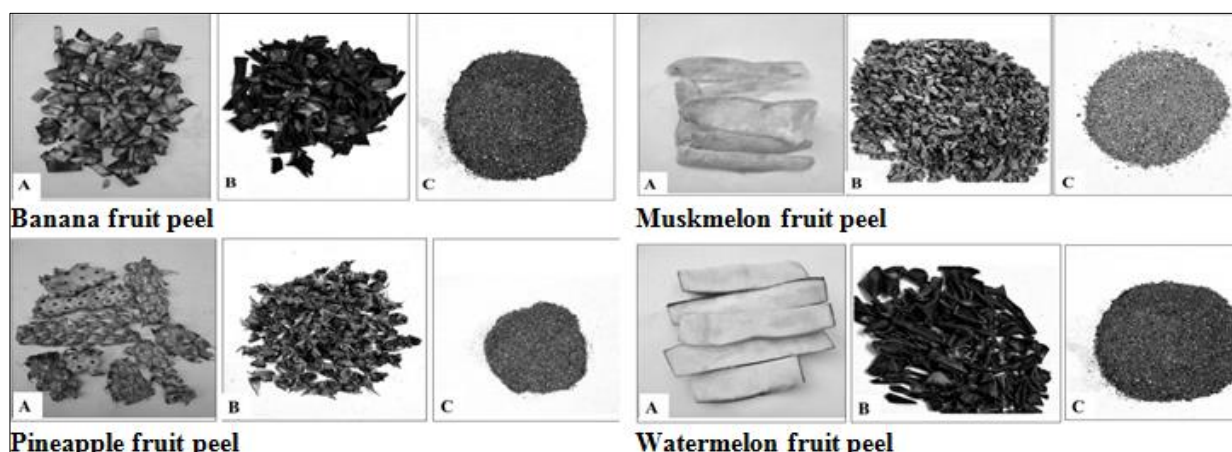 A B C
Banana fruit peel
A B C
Muskmelon fruit peel
A B C
Pineapple fruit peel
A B C
Watermelon fruit peel